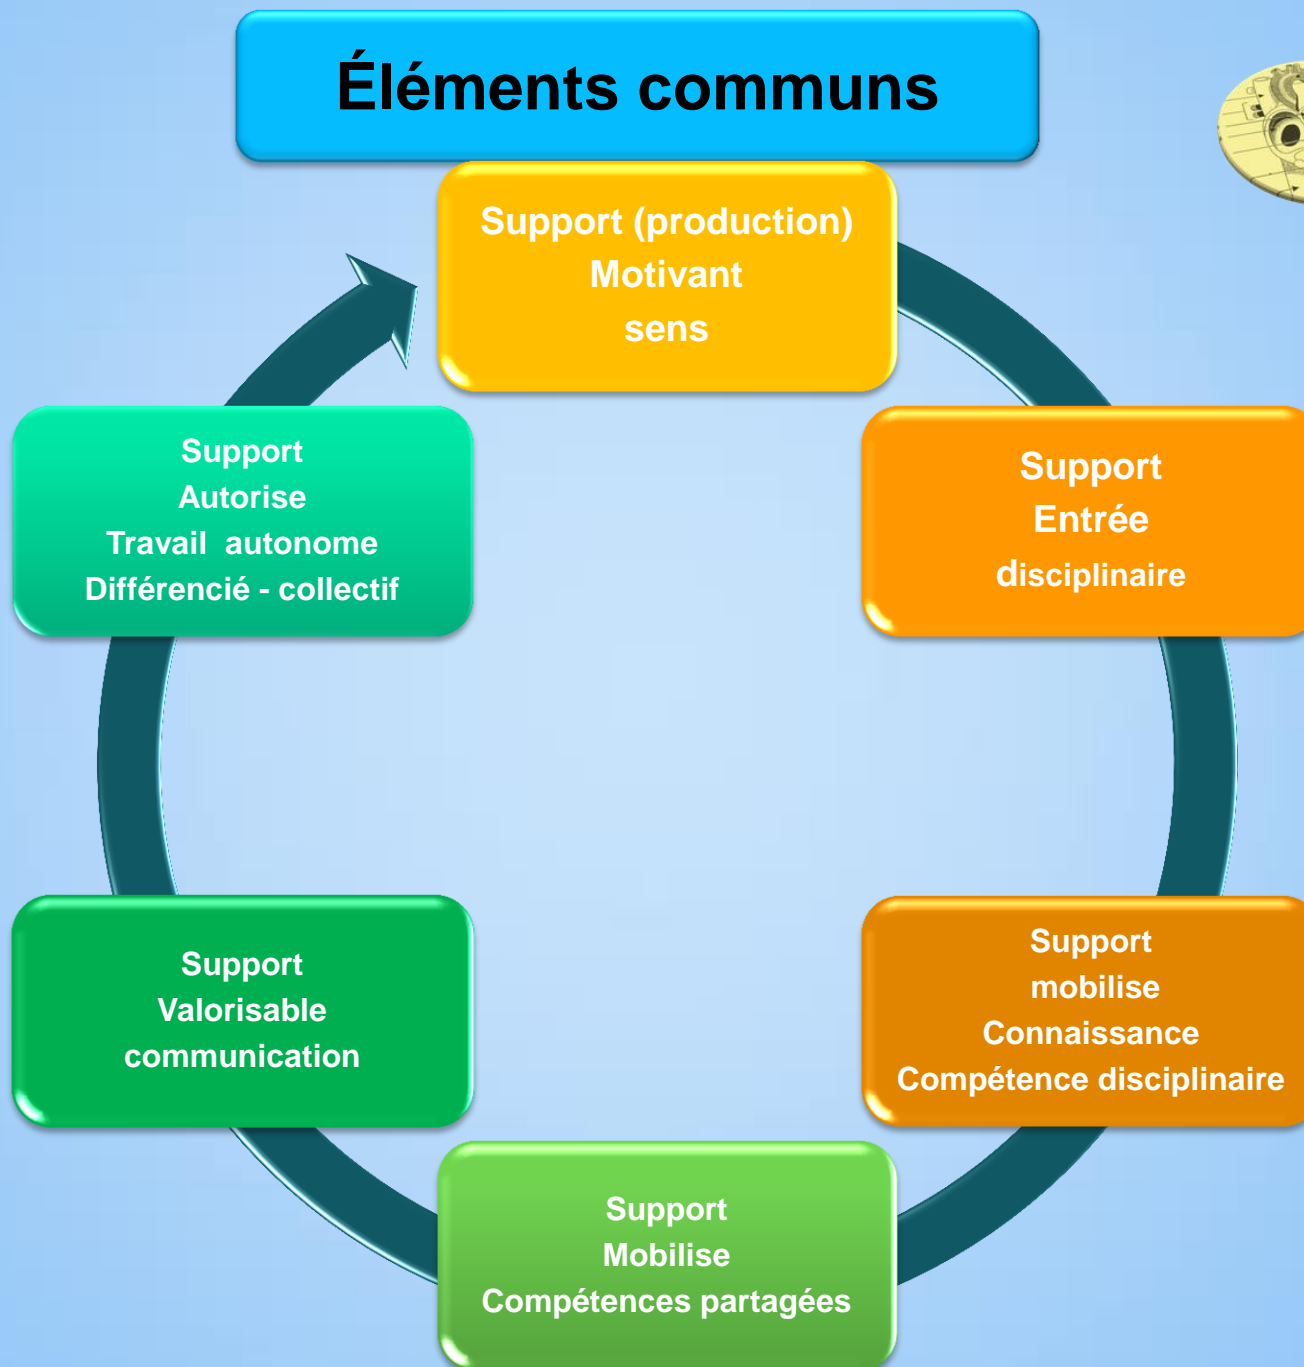 Éléments communs
Support (production)
Motivant
sens
Support
Entrée
disciplinaire
Support
mobilise
Connaissance
Compétence disciplinaire
Support
Mobilise
Compétences partagées
Support
Valorisable
communication
Support
Autorise
Travail  autonome
Différencié - collectif